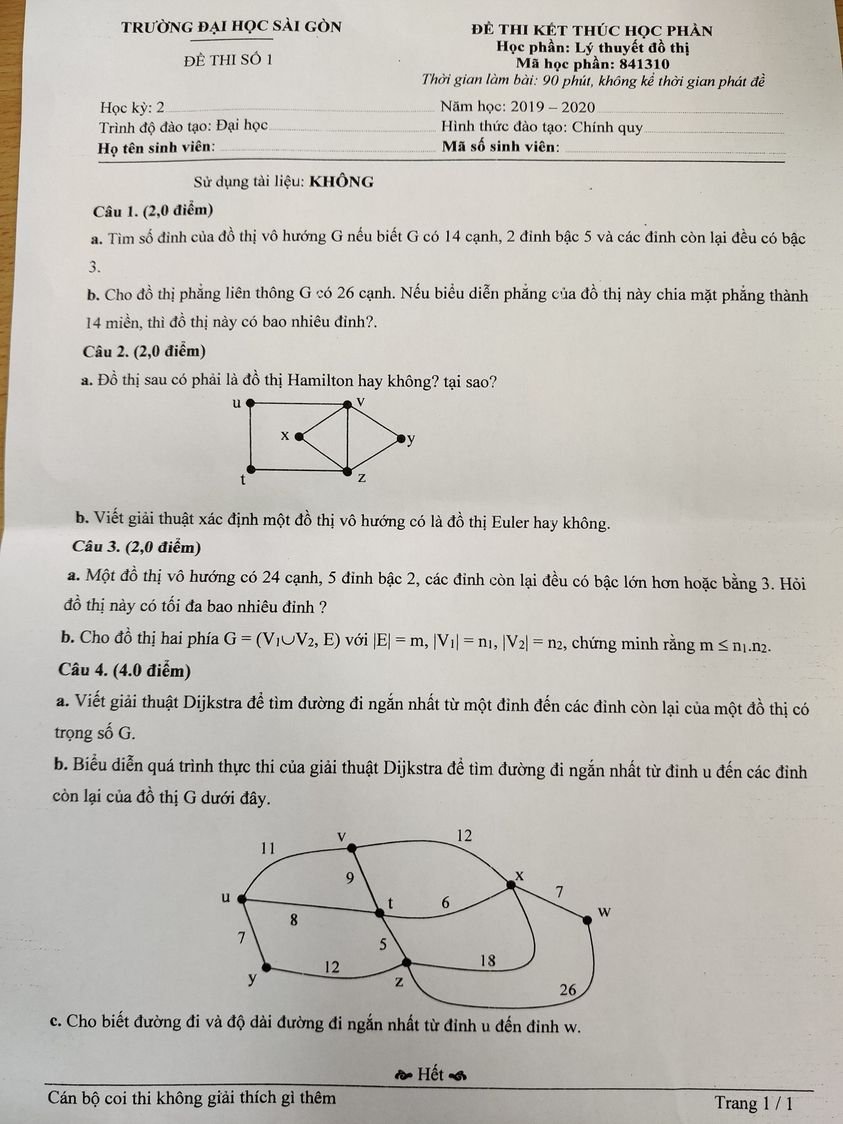 TRƯỜNG ĐẠI HỌC SÀI GÒN
ĐỀ THI SỐ 1
ĐỀ THI KẾT THÚC HỌC PHẦN
Học phần: Lý thuyết đồ thị
Mã học phần: 841310
Thời gian làm bài: 90 phút, không kể thời gian phát đề
Học kỳ: 2
Năm học: 2019 – 2020
Trình độ đào tạo: Đại học
Hình thức đào tạo: Chính quy
Họ tên sinh viên:
Mã số sinh viên:
Sử dụng tài liệu: KHÔNG
Câu 1. (2,0 điểm)
a. Tìm số đỉnh của đồ thị vô hướng G nếu biết G có 14 cạnh, 2 đỉnh bậc 5 và các đỉnh còn lại đều có bậc
3.
b. Cho đồ thị phẳng liên thông G có 26 cạnh. Nếu biểu diễn phẳng của đồ thị này chia mặt phẳng thành
14 miền, thì đồ thị này có bao nhiêu đỉnh?.
Câu 2. (2,0 điểm)
a. Đồ thị sau có phải là đồ thị Hamilton hay không? tại sao?
u
v
x
y
t
z
b. Viết giải thuật xác định một đồ thị vô hướng có là đồ thị Euler hay không.
Câu 3. (2,0 điểm)
a. Một đồ thị vô hướng có 24 cạnh, 5 đỉnh bậc 2, các đỉnh còn lại đều có bậc lớn hơn hoặc bằng 3. Hỏi
đồ thị này có tối đa bao nhiêu đỉnh ?
b. Cho đồ thị hai phía G = (V₁∪V₂, E) với |E| = m, |V₁| = n₁, |V₂| = n₂, chứng minh rằng m ≤ n₁.n₂.
Câu 4. (4.0 điểm)
a. Viết giải thuật Dijkstra để tìm đường đi ngắn nhất từ một đỉnh đến các đỉnh còn lại của một đồ thị có
trọng số G.
b. Biểu diễn quá trình thực thi của giải thuật Dijkstra để tìm đường đi ngắn nhất từ đỉnh u đến các đỉnh
còn lại của đồ thị G dưới đây.
v
12
11
9
x
7
u
t
6
w
8
7
5
12
18
y
z
26
c. Cho biết đường đi và độ dài đường đi ngắn nhất từ đỉnh u đến đỉnh w.
Hết
Cán bộ coi thi không giải thích gì thêm
Trang 1 / 1